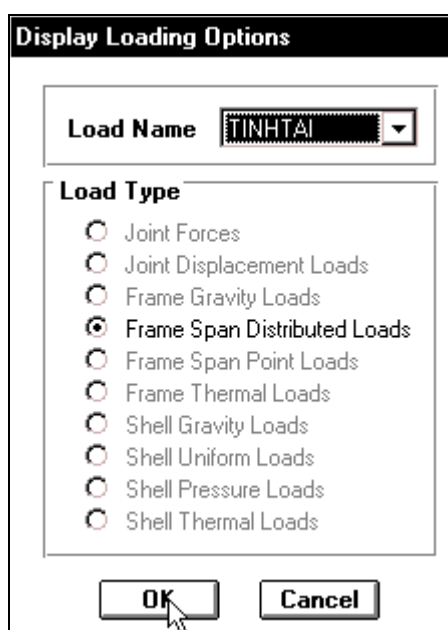 Display Loading Options
Load Name TINHTAI
Load Type
Joint Forces
Joint Displacement Loads
Frame Gravity Loads
Frame Span Distributed Loads
Frame Span Point Loads
Frame Thermal Loads
Shell Gravity Loads
Shell Uniform Loads
Shell Pressure Loads
Shell Thermal Loads
OK Cancel